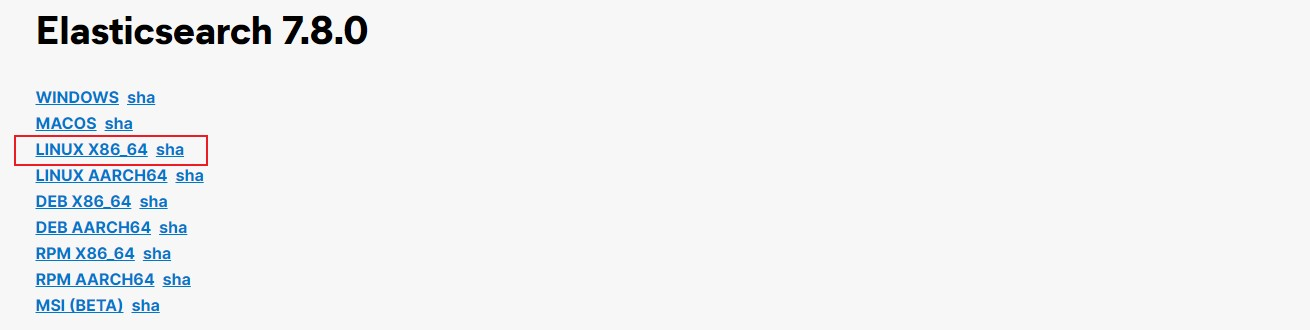 Elasticsearch 7.8.0
WINDOWS sha
MACOS sha
LINUX X86_64 sha
LINUX AARCH64 sha
DEB X86_64 sha
DEB AARCH64 sha
RPM X86_64 sha
RPM AARCH64 sha
MSI (BETA) sha